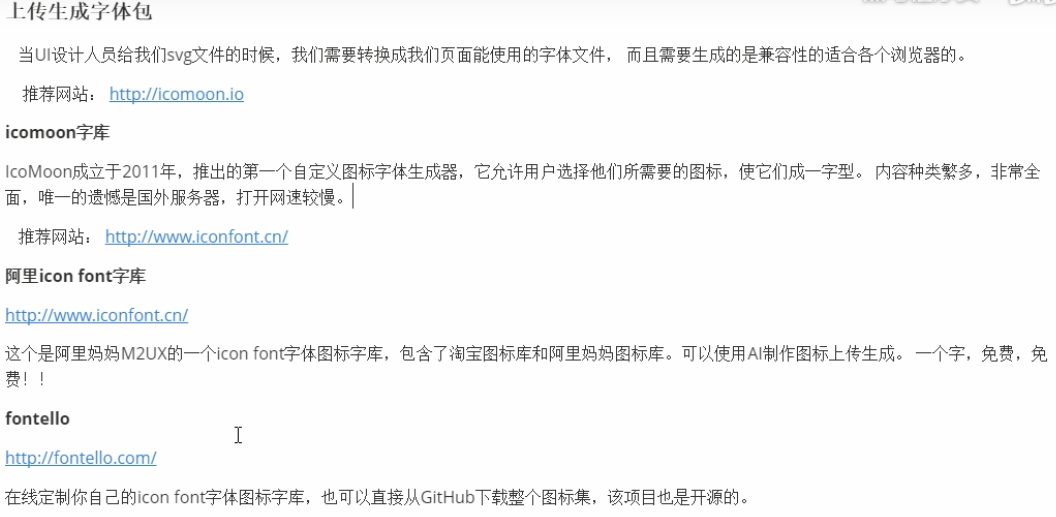 上传生成字体包
当UI设计人员给我们svg文件的时候，我们需要转换成我们页面能使用的字体文件， 而且需要生成的是兼容性的适合各个浏览器的。
推荐网站： http://icomoon.io
icomoon字库
IcoMoon成立于2011年，推出的第一个自定义图标字体生成器，它允许用户选择他们所需要的图标，使它们成一字型。 内容种类繁多，非常全
面，唯一的遗憾是国外服务器，打开网速较慢。
推荐网站： http://www.iconfont.cn/
阿里icon font字库
http://www.iconfont.cn/
这个是阿里妈妈M2UX的一个icon font字体图标字库，包含了淘宝图标库和阿里妈妈图标库。可以使用AI制作图标上传生成。 一个字，免费，免
费！！
fontello
http://fontello.com/
在线定制你自己的icon font字体图标字库，也可以直接从GitHub下载整个图标集，该项目也是开源的。